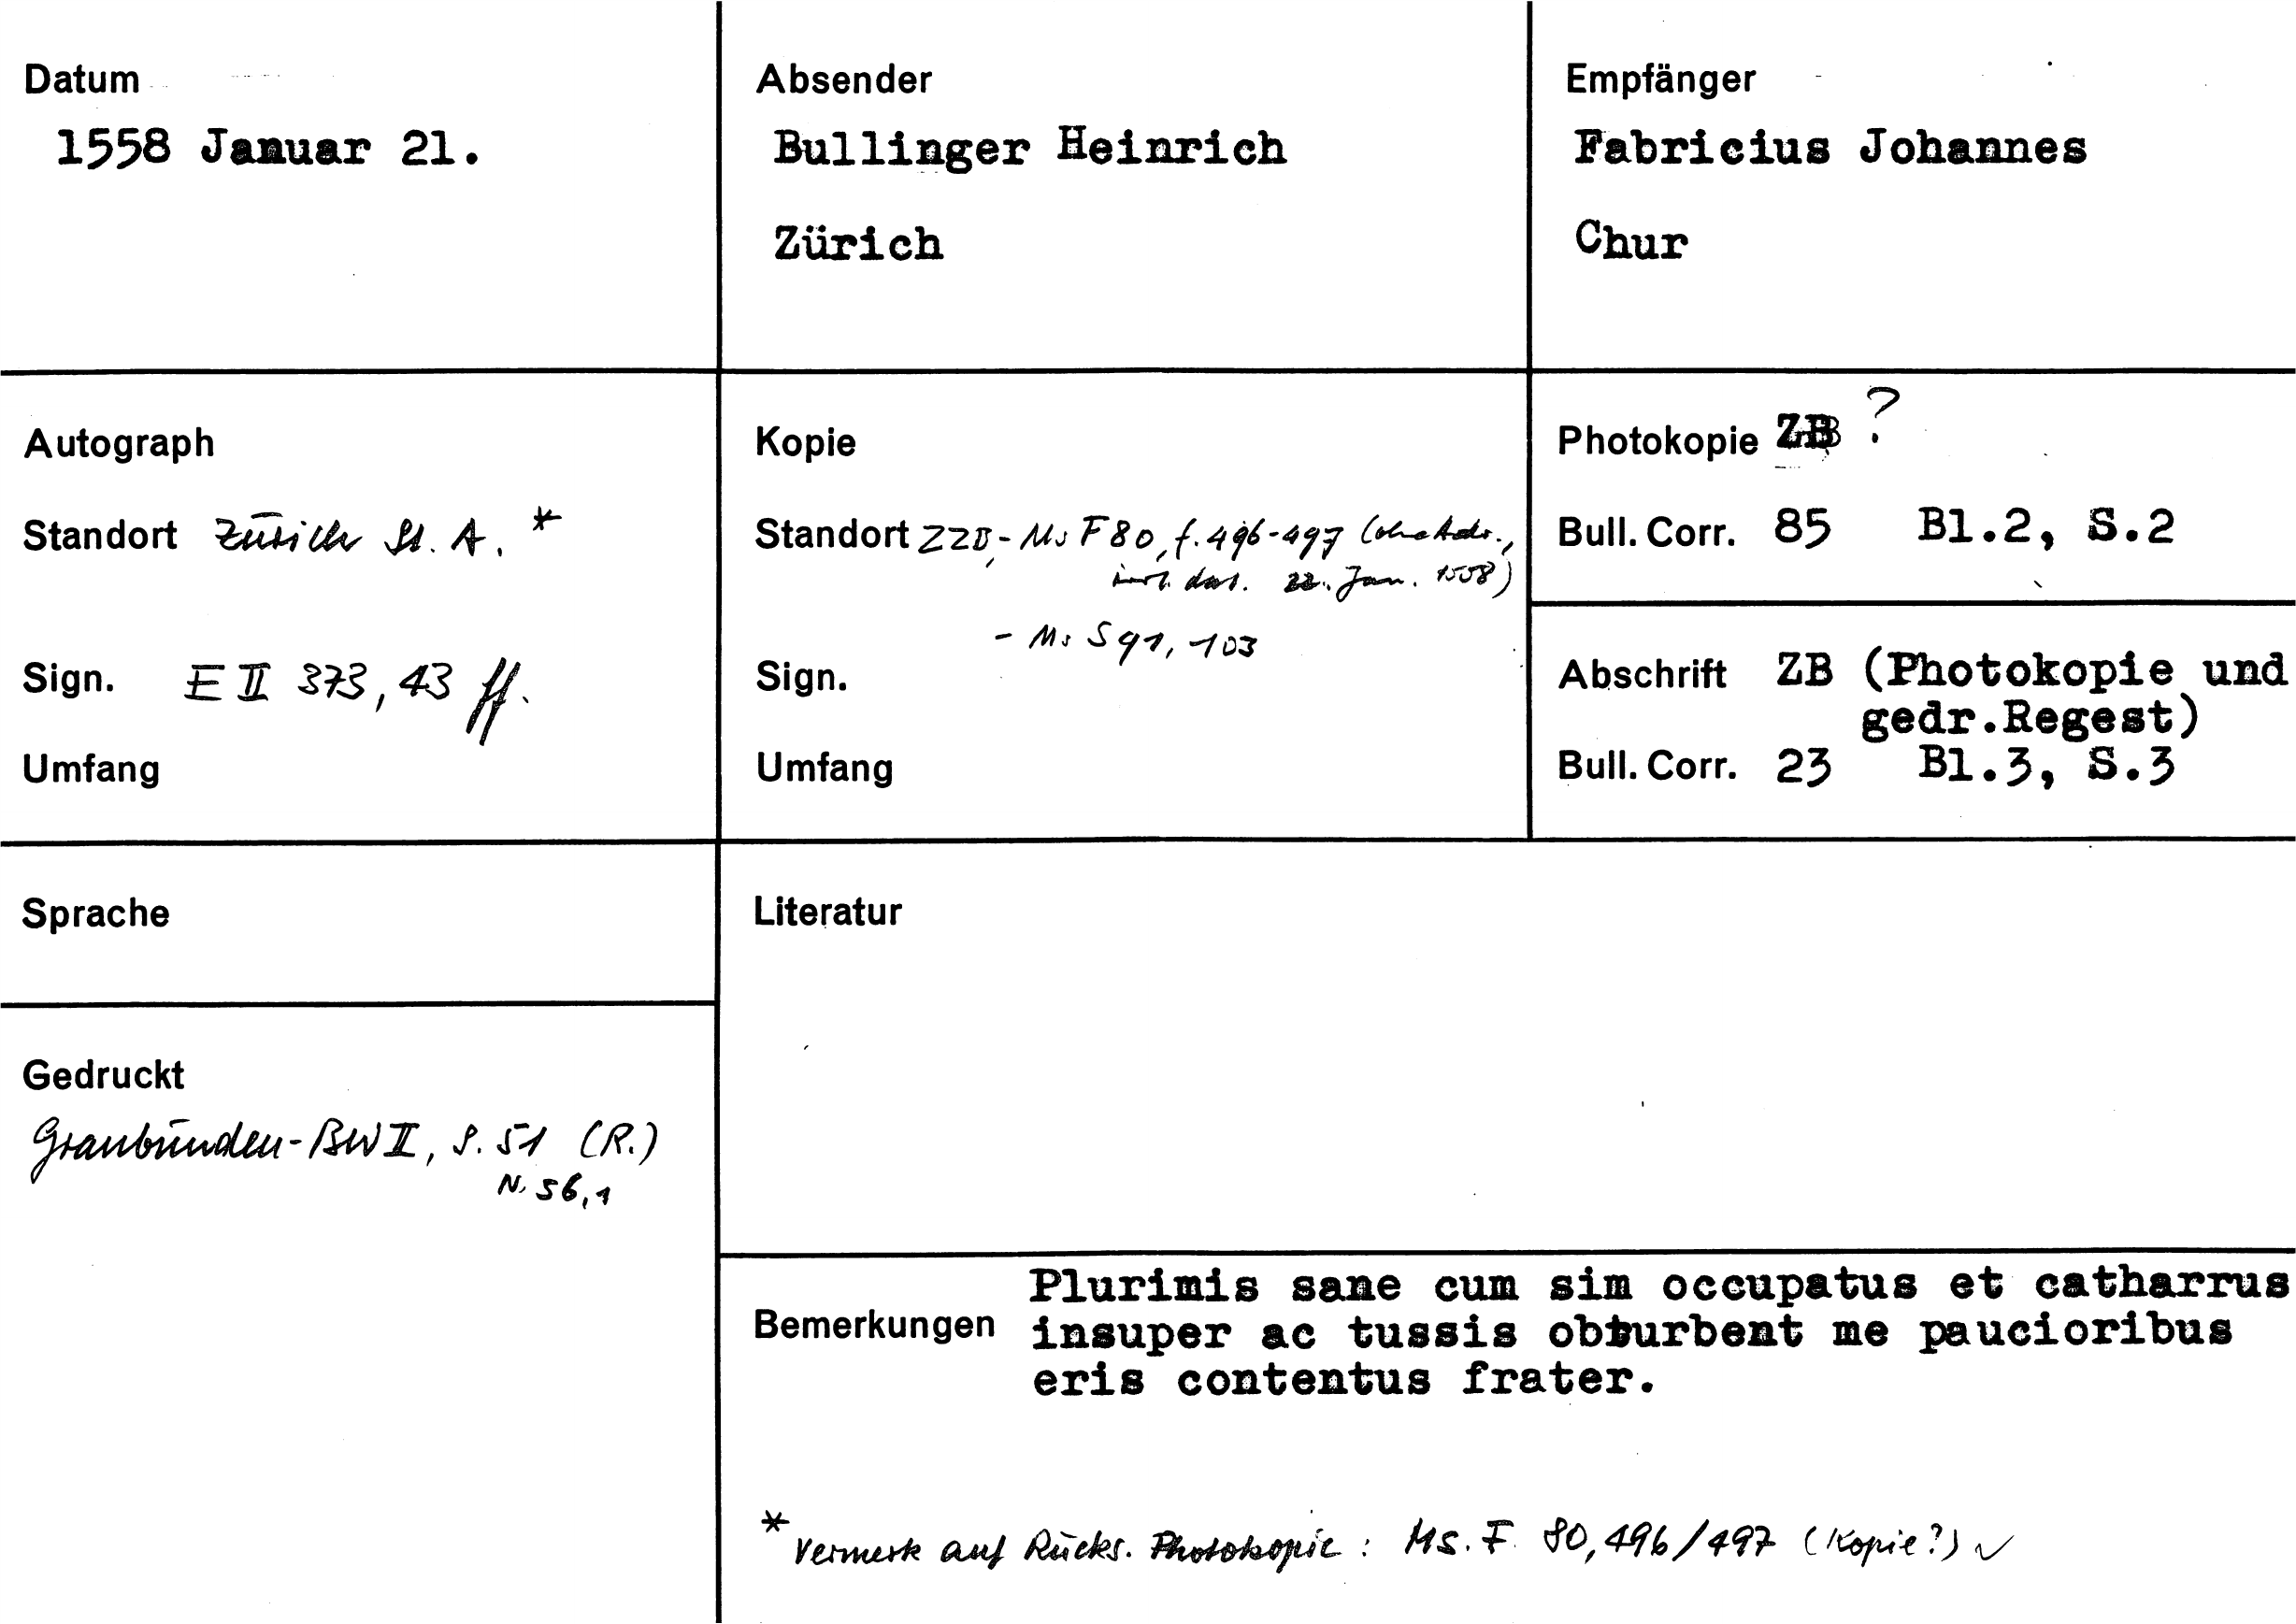 Datum
1558 Januar 21.
Absender
Bullinger Heinrich
Zürich
Empfänger
Fabricius Johannes
Chur
Autograph
Standort Zürich St. A. *
Sign. E II 373, 43 ff.
Umfang
Kopie
Standort ZZB, - Ms F 80, f. 496-497 (ohne Adr.,
dat. 22. Jan. 1558)
- Ms S 91, 103
Sign.
Umfang
Photokopie ZB ?
Bull. Corr. 85 Bl.2, S.2
Abschrift ZB (Photokopie und
gedr.Regest)
Bull. Corr. 23 Bl.3, S.3
Sprache
Gedruckt
Graubünden-BW II, S. 51 (R.)
N. 56,1
Literatur
Bemerkungen
Plurimis sane cum sim occupatus et catharrus
insuper ac tussis obturbent me paucioribus
eris contentus frater.
* Vermerk auf Rücks. Photokopie: Ms. F. 80, 496/497 (Kopie?) ✓